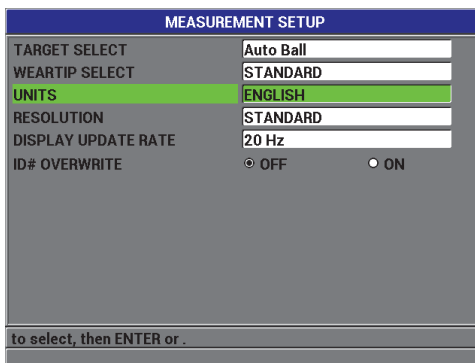 MEASUREMENT SETUP
TARGET SELECT Auto Ball
WEARTIP SELECT STANDARD
UNITS ENGLISH
RESOLUTION STANDARD
DISPLAY UPDATE RATE 20 Hz
ID# OVERWRITE OFF ON
to select, then ENTER or .